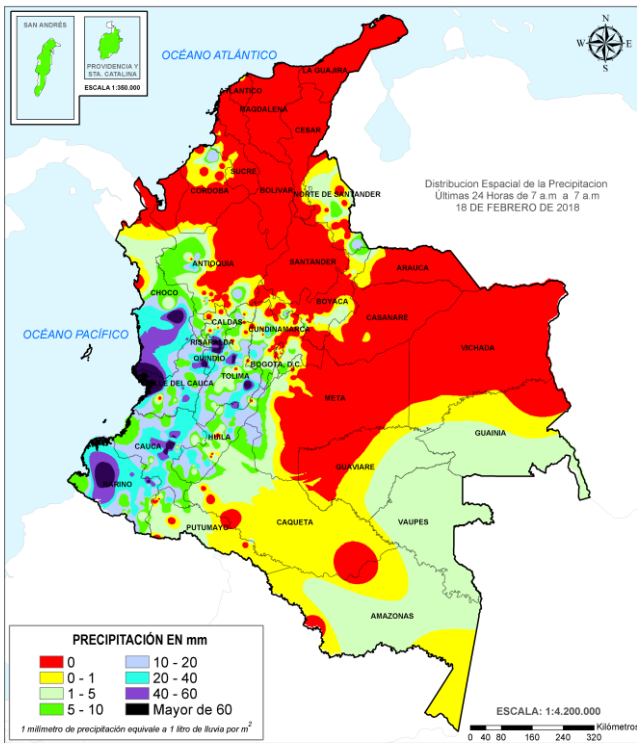 SAN ANDRÉS
PROVIDENCIA Y
STA. CATALINA
ESCALA 1:350.000
OCÉANO ATLÁNTICO
N
W E
S
LA GUAJIRA
ATLANTICO
MAGDALENA
CESAR
SUCRE
CORDOBA
BOLIVAR
NORTE DE SANTANDER
Distribucion Espacial de la Precipitacion
Últimas 24 Horas de 7 a.m a 7 a.m
18 DE FEBRERO DE 2018
ANTIOQUIA
SANTANDER
ARAUCA
CHOCO
BOYACA
CASANARE
OCÉANO PACÍFICO
CALDAS
CUNDINAMARCA
RISARALDA
VICHADA
QUINDIO
BOGOTA, D.C.
TOLIMA
VALLE DEL CAUCA
META
GUAINIA
CAUCA
HUILA
GUAVIARE
NARIÑO
VAUPES
PUTUMAYO
CAQUETA
AMAZONAS
PRECIPITACIÓN EN mm
0 10 - 20
0 - 1 20 - 40
1 - 5 40 - 60
5 - 10 Mayor de 60
1 milimetro de precipitación equivale a 1 litro de lluvia por m²
ESCALA: 1:4.200.000
Kilómetros
0 40 80 160 240 320